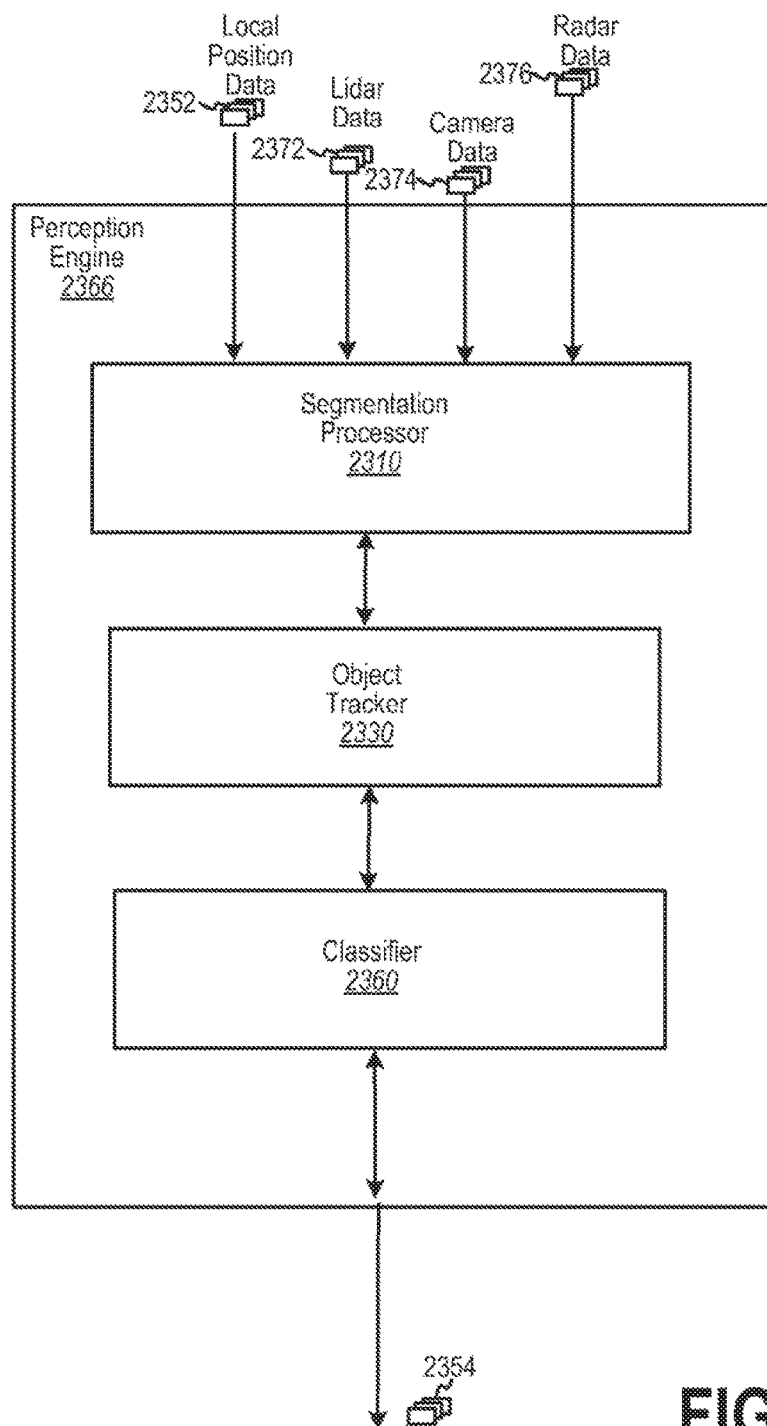 Local
Position
Data
2352
Lidar
Data
2372
Camera
Data
2374
Radar
Data
2376
Perception
Engine
2366
Segmentation
Processor
2310
Object
Tracker
2330
Classifier
2360
2354
FIG